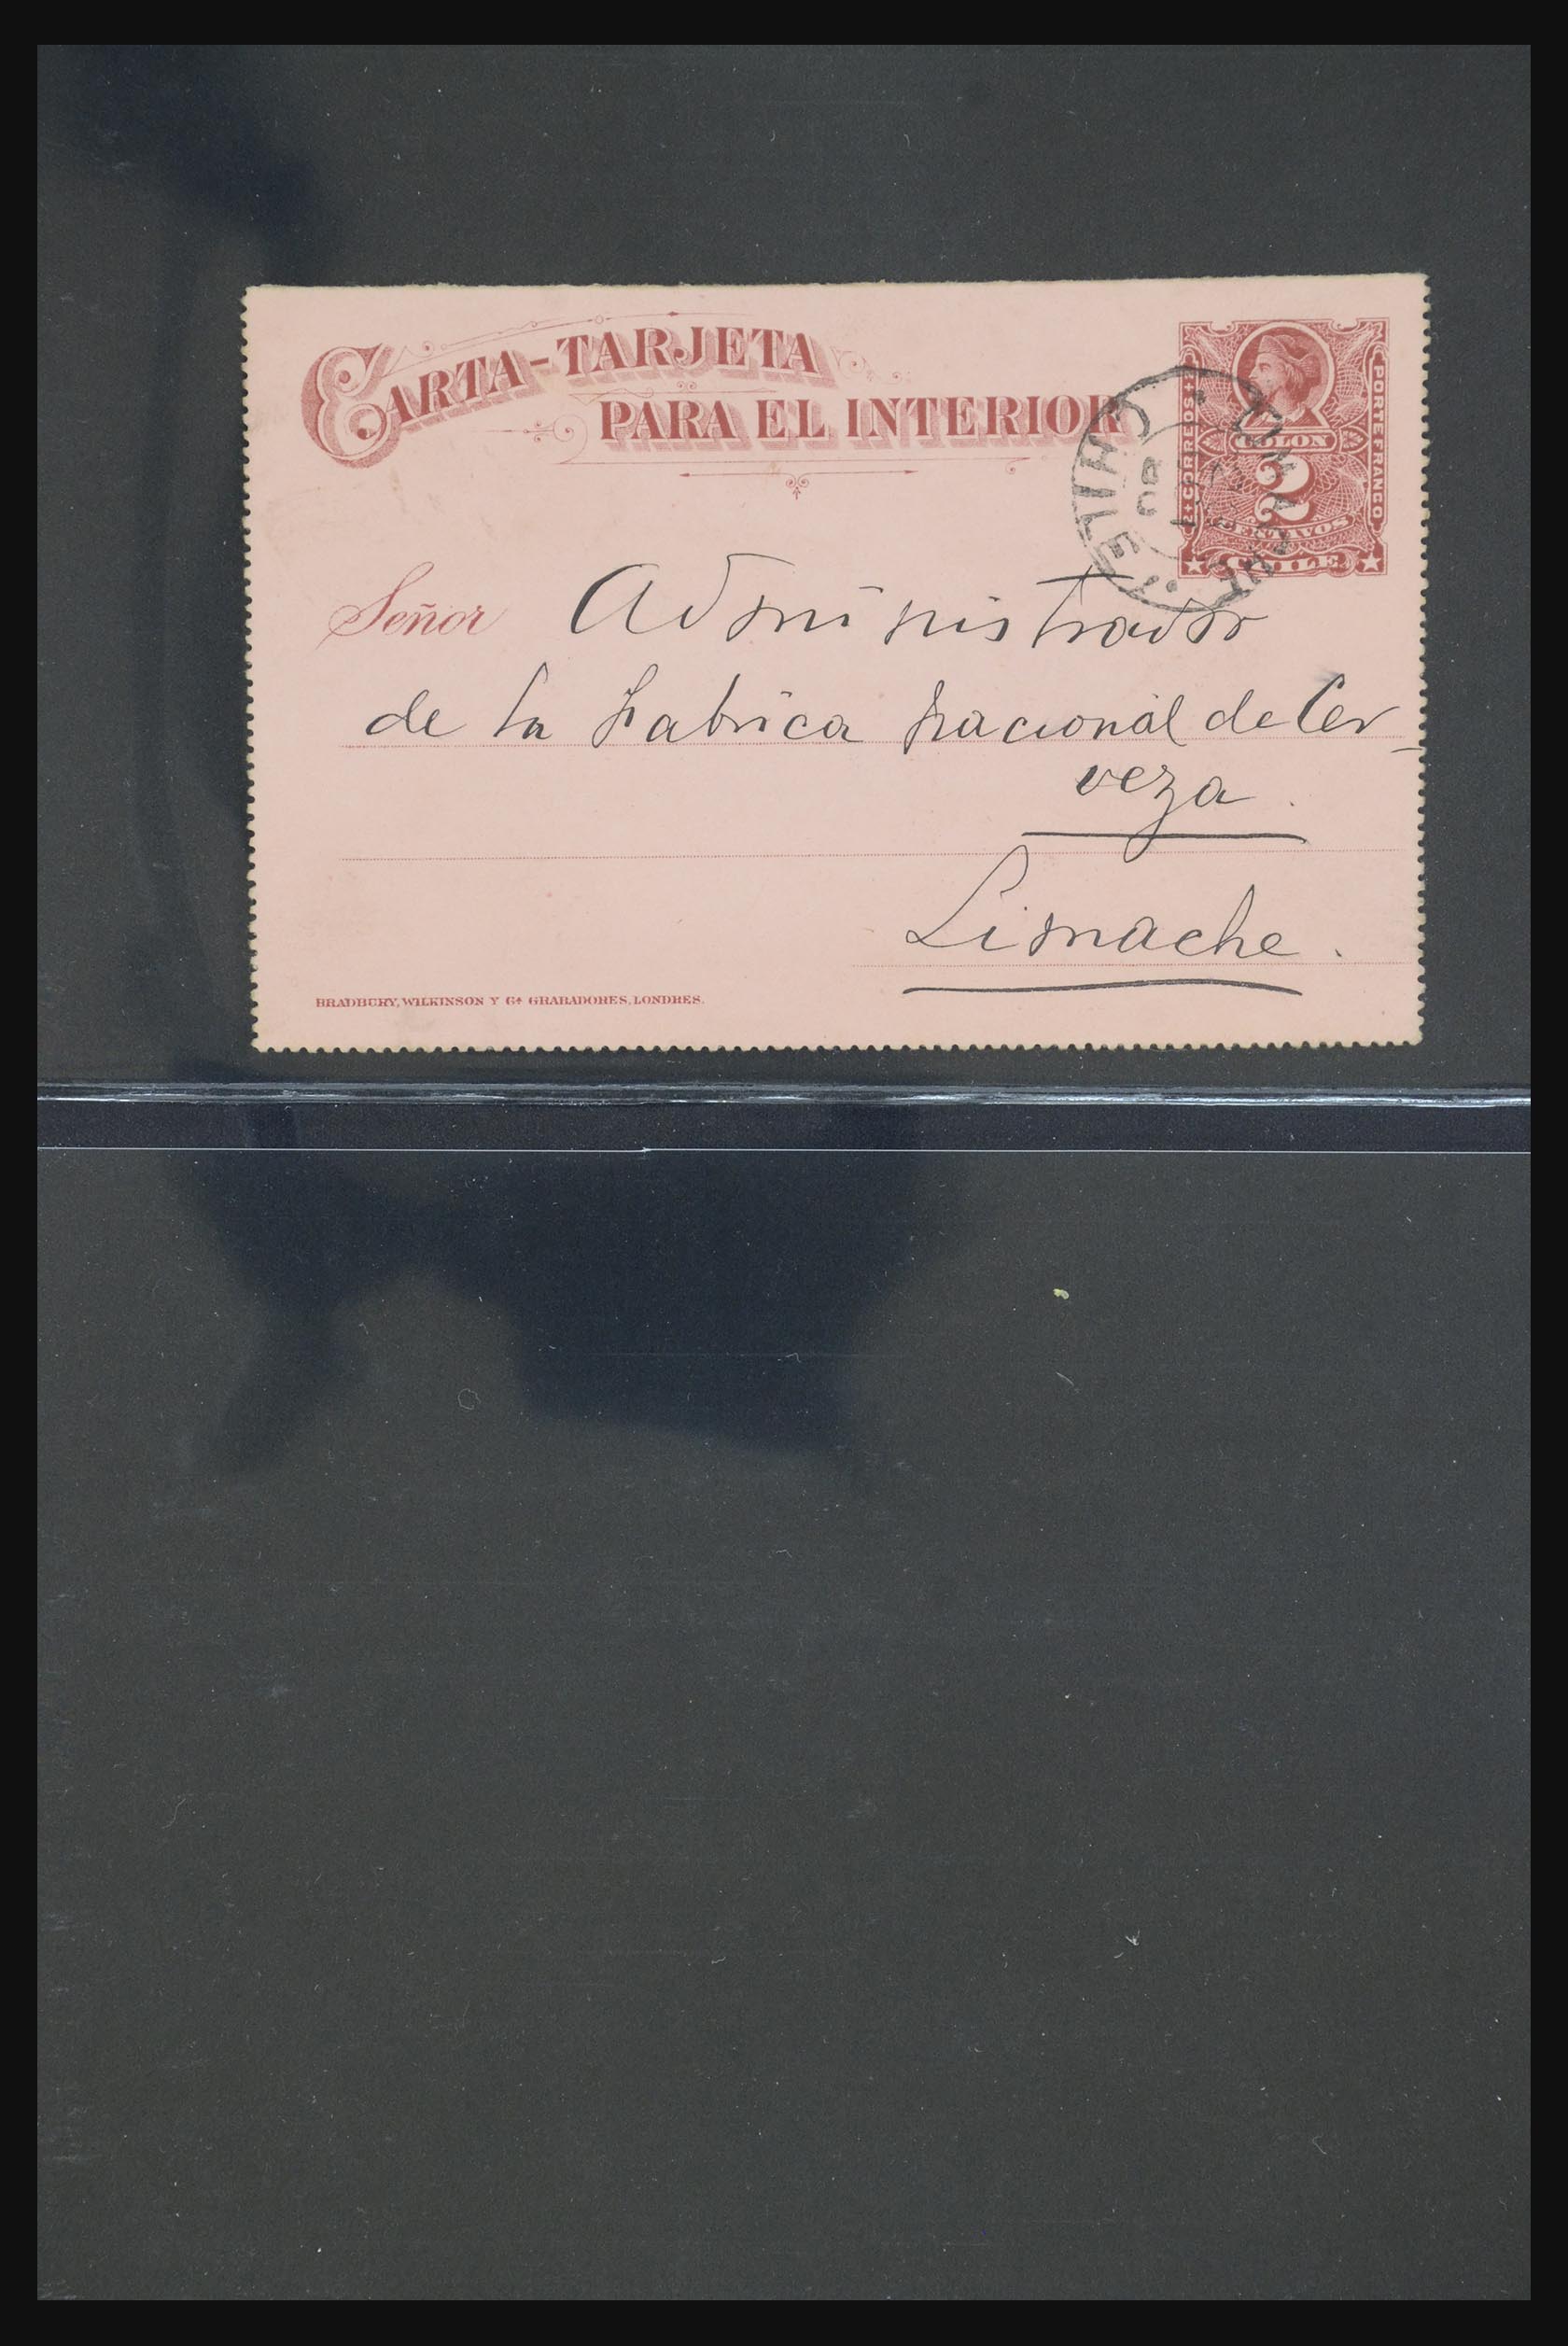 CARTA-TARJETA
PARA EL INTERIOR
CORREOS
PORTE FRANCO
COLON
2
CENTAVOS
CHILE
CHILE
Señor Administrador
de la Fabrica Nacional de Cer-
veza.
Limache.
BRADBURY, WILKINSON Y Cª GRABADORES, LONDRES.